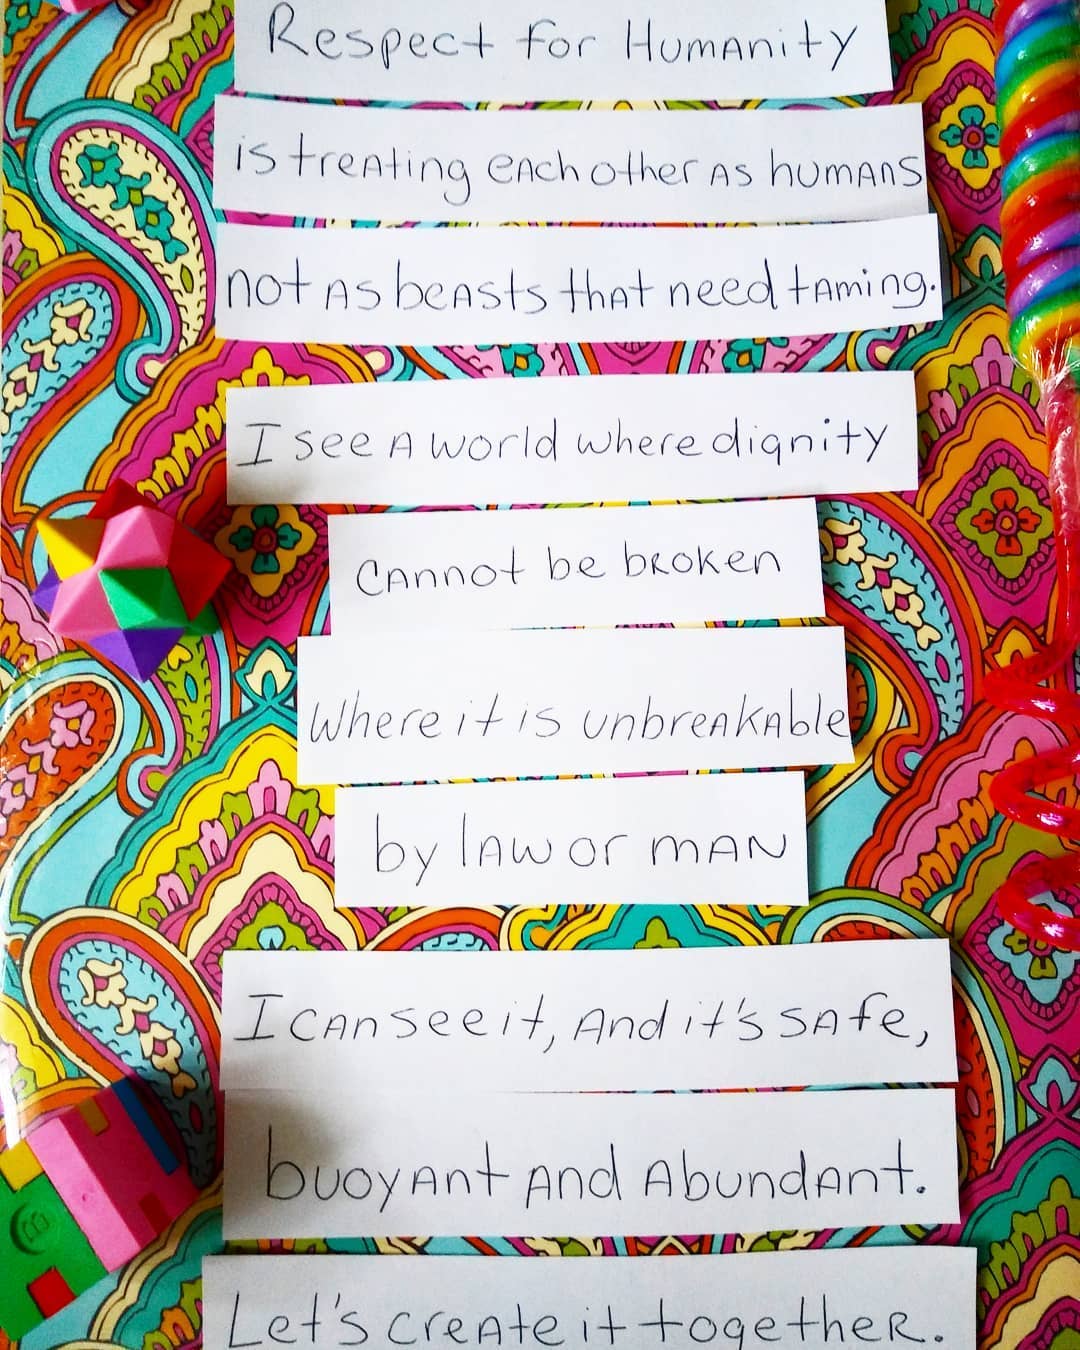 Respect for Humanity
is treating each other as humans
not as beasts that need taming.
I see a world where dignity
cannot be broken
Where it is unbreakable
by law or man
I can see it, and it's safe,
buoyant and abundant.
Let's create it together.